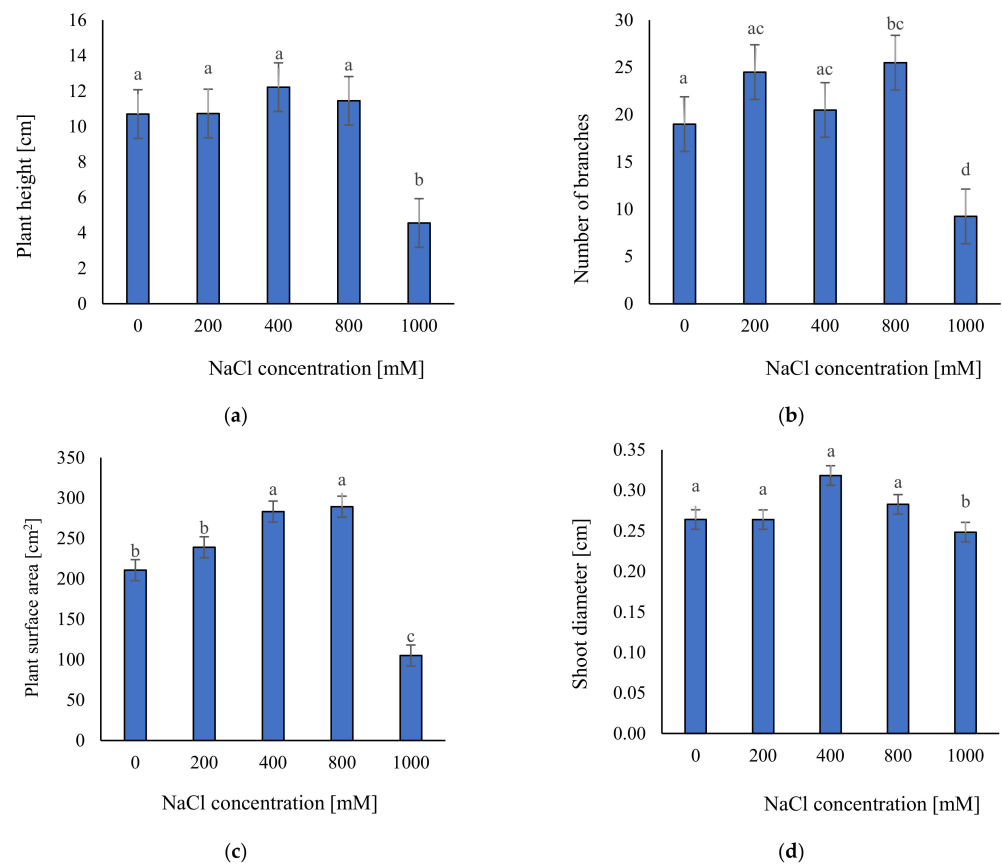 16
14
12
10
8
6
4
2
0
Plant height [cm]
a
a
a
a
b
0 200 400 800 1000
NaCl concentration [mM]
(a)
30
25
20
15
10
5
0
Number of branches
a
ac
ac
bc
d
0 200 400 800 1000
NaCl concentration [mM]
(b)
350
300
250
200
150
100
50
0
Plant surface area [cm²]
b
b
a
a
c
0 200 400 800 1000
NaCl concentration [mM]
(c)
0.35
0.30
0.25
0.20
0.15
0.10
0.05
0.00
Shoot diameter [cm]
a
a
a
a
b
0 200 400 800 1000
NaCl concentration [mM]
(d)